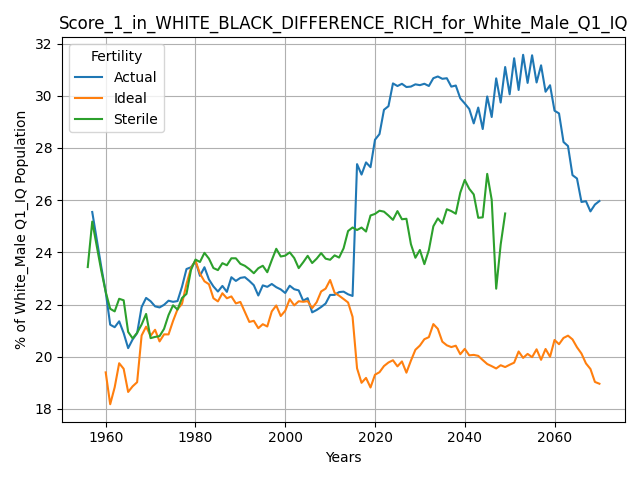 Score_1_in_WHITE_BLACK_DIFFERENCE_RICH_for_White_Male_Q1_IQ
Fertility
Actual
Ideal
Sterile
% of White_Male Q1_IQ Population
32
30
28
26
24
22
20
18
1960
1980
2000
2020
2040
2060
Years